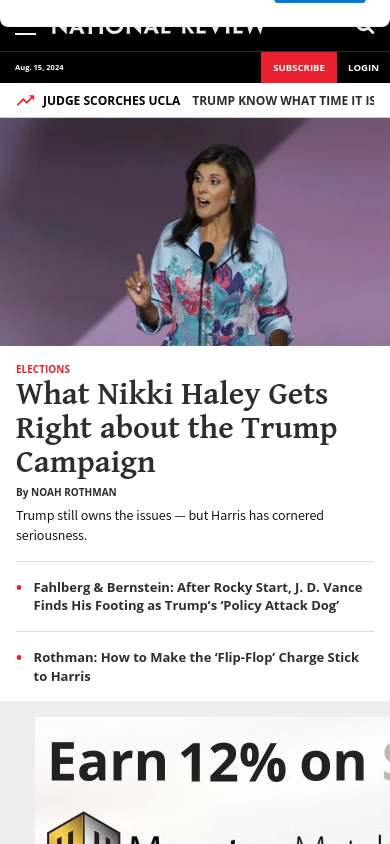 NATIONAL REVIEW
Aug. 15, 2024
SUBSCRIBE
LOGIN
JUDGE SCORCHES UCLA TRUMP KNOW WHAT TIME IT IS
ELECTIONS
What Nikki Haley Gets
Right about the Trump
Campaign
By NOAH ROTHMAN
Trump still owns the issues — but Harris has cornered
seriousness.
• Fahlberg & Bernstein: After Rocky Start, J. D. Vance
Finds His Footing as Trump’s ‘Policy Attack Dog’
• Rothman: How to Make the ‘Flip-Flop’ Charge Stick
to Harris
Earn 12% on